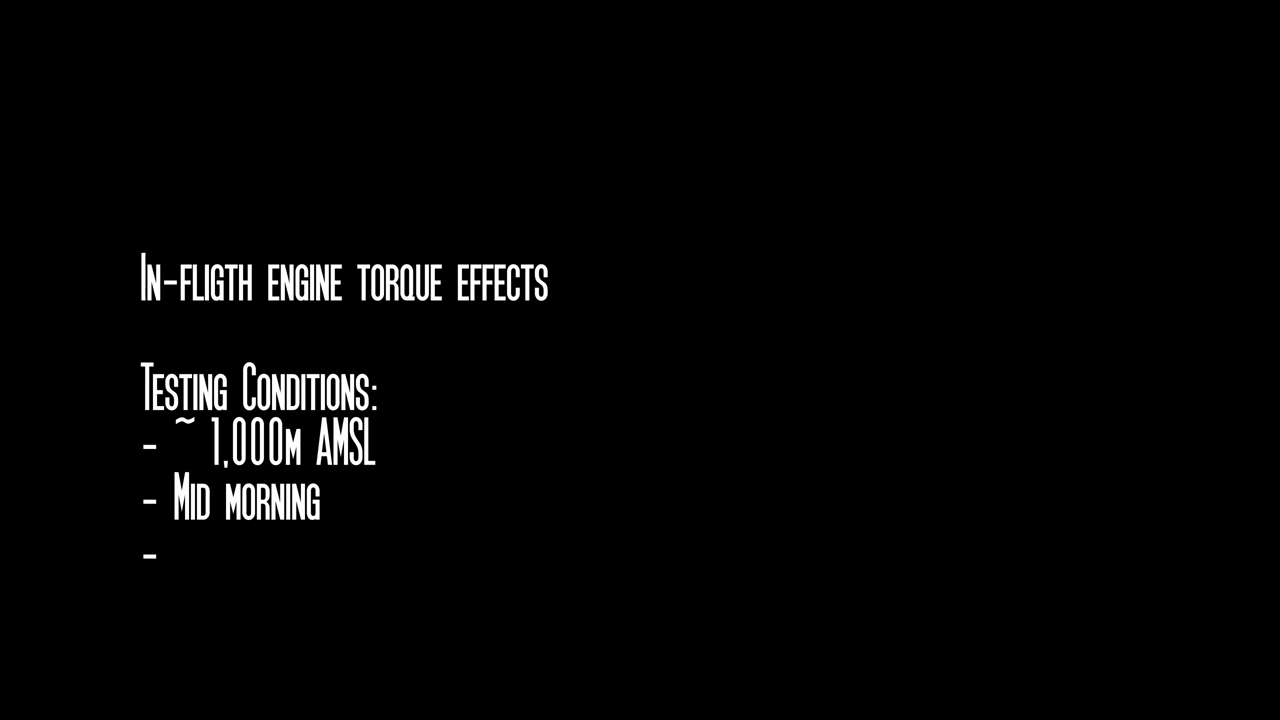 In-fligth engine torque effects
Testing Conditions:
- ~ 1,000m AMSL
- Mid morning
-